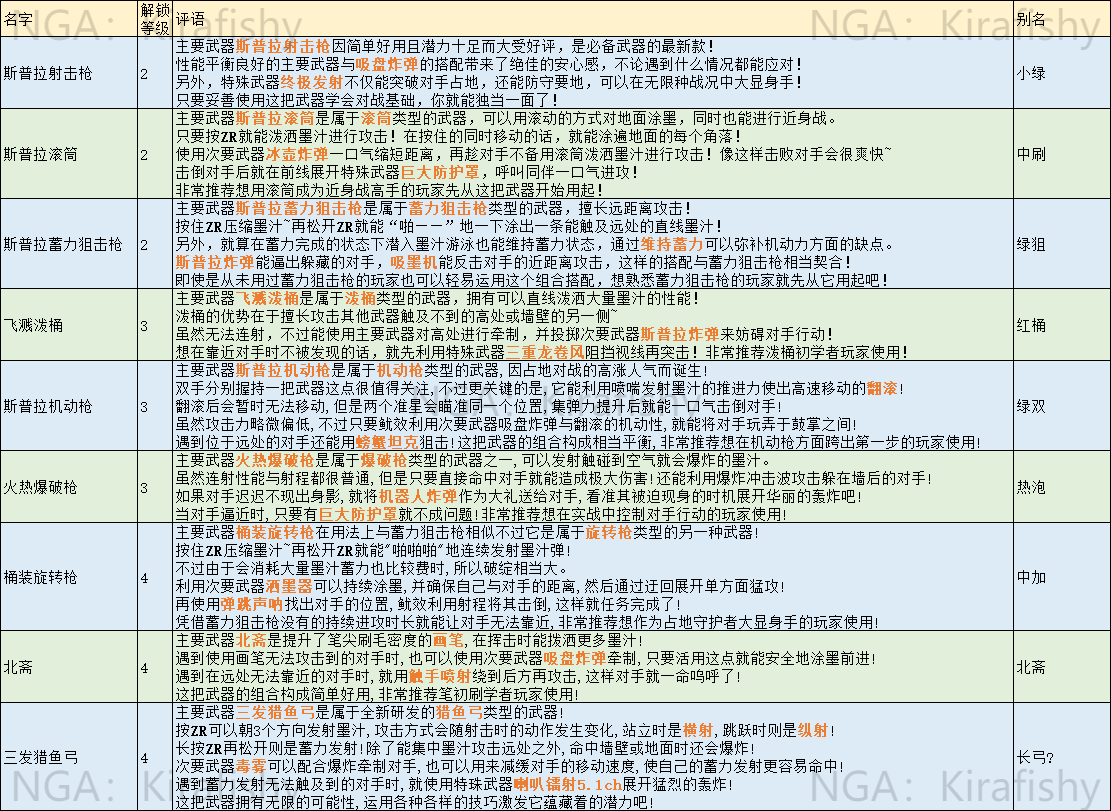 名字
解锁等级
评语
别名
NGA：Kirafishy
NGA：Kirafishy
斯普拉射击枪
2
主要武器斯普拉射击枪因简单好用且潜力十足而大受好评，是必备武器的最新款！
性能平衡良好的主要武器与吸盘炸弹的搭配带来了绝佳的安心感，不论遇到什么情况都能应对！
另外，特殊武器终极发射不仅能突破对手占地，还能防守要地，可以在无限种战况中大显身手！
只要妥善使用这把武器学会对战基础，你就能独当一面了！
小绿
斯普拉滚筒
2
主要武器斯普拉滚筒是属于滚筒类型的武器，可以用滚动的方式对地面涂墨，同时也能进行近身战。
只要按ZR就能泼洒墨汁进行攻击！在按住的同时移动的话，就能涂遍地面的每个角落！
使用次要武器冰壶炸弹一口气缩短距离，再趁对手不备用滚筒泼洒墨汁进行攻击！像这样击败对手会很爽快~
击倒对手后就在前线展开特殊武器巨大防护罩，呼叫同伴一口气进攻！
非常推荐想用滚筒成为近身战高手的玩家先从这把武器开始用起！
中刷
斯普拉蓄力狙击枪
2
主要武器斯普拉蓄力狙击枪是属于蓄力狙击枪类型的武器，擅长远距离攻击！
按住ZR压缩墨汁~再松开ZR就能“啪——”地一下涂出一条能触及远处的直线墨汁！
另外，就算在蓄力完成的状态下潜入墨汁游泳也能维持蓄力状态，通过维持蓄力可以弥补机动力方面的缺点。
斯普拉炸弹能逼出躲藏的对手，吸墨机能反击对手的近距离攻击，这样的搭配与蓄力狙击枪相当契合！
即使是从未用过蓄力狙击枪的玩家也可以轻易运用这个组合搭配，想熟悉蓄力狙击枪的玩家就先从它用起吧！
绿狙
飞溅泼桶
3
主要武器飞溅泼桶是属于泼桶类型的武器，拥有可以直线泼洒大量墨汁的性能！
泼桶的优势在于擅长攻击其他武器触及不到的高处或墙壁的另一侧~
虽然无法连射，不过能使用主要武器对高处进行牵制，并投掷次要武器斯普拉炸弹来妨碍对手行动！
想在靠近对手时不被发现的话，就先利用特殊武器三重龙卷风阻挡视线再突击！非常推荐泼桶初学者玩家使用！
红桶
斯普拉机动枪
3
主要武器斯普拉机动枪是属于机动枪类型的武器,因占地对战的高涨人气而诞生!
双手分别握持一把武器这点很值得关注,不过更关键的是,它能利用喷喘发射墨汁的推进力使出高速移动的翻滚!
翻滚后会暂时无法移动,但是两个准星会瞄准同一个位置,集弹力提升后就能一口气击倒对手!
虽然攻击力略微偏低,不过只要鱿效利用次要武器吸盘炸弹与翻滚的机动性,就能将对手玩弄于鼓掌之间!
遇到位于远处的对手还能用螃蟹坦克狙击!这把武器的组合构成相当平衡,非常推荐想在机动枪方面跨出第一步的玩家使用!
绿双
NGA：Kirafishy
火热爆破枪
3
主要武器火热爆破枪是属于爆破枪类型的武器之一,可以发射触碰到空气就会爆炸的墨汁。
虽然连射性能与射程都很普通,但是只要直接命中对手就能造成极大伤害!还能利用爆炸冲击波攻击躲在墙后的对手!
如果对手迟迟不现出身影,就将机器人炸弹作为大礼送给对手,看准其被迫现身的时机展开华丽的轰炸吧!
当对手逼近时,只要有巨大防护罩就不成问题!非常推荐想在实战中控制对手行动的玩家使用!
热泡
桶装旋转枪
4
主要武器桶装旋转枪在用法上与蓄力狙击枪相似不过它是属于旋转枪类型的另一种武器!
按住ZR压缩墨汁~再松开ZR就能"啪啪啪"地连续发射墨汁弹!
不过由于会消耗大量墨汁蓄力也比较费时,所以破绽相当大。
利用次要武器洒墨器可以持续涂墨,并确保自己与对手的距离,然后通过迂回展开单方面猛攻!
再使用弹跳声呐找出对手的位置,鱿效利用射程将其击倒,这样就任务完成了!
凭借蓄力狙击枪没有的持续进攻时长就能让对手无法靠近,非常推荐想作为占地守护者大显身手的玩家使用!
中加
北斋
4
主要武器北斋是提升了笔尖刷毛密度的画笔,在挥击时能拨洒更多墨汁!
遇到使用画笔无法攻击到的对手时,也可以使用次要武器吸盘炸弹牵制,只要活用这点就能安全地涂墨前进!
遇到在远处无法靠近的对手时,就用触手喷射绕到后方再攻击,这样对手就一命呜呼了!
这把武器的组合构成简单好用,非常推荐笔初刷学者玩家使用!
北斋
三发猎鱼弓
4
主要武器三发猎鱼弓是属于全新研发的猎鱼弓类型的武器!
按ZR可以朝3个方向发射墨汁,攻击方式会随射击时的动作发生变化,站立时是横射,跳跃时则是纵射!
长按ZR再松开则是蓄力发射!除了能集中墨汁攻击远处之外,命中墙壁或地面时还会爆炸!
次要武器毒雾可以配合爆炸牵制对手,也可以用来减缓对手的移动速度,使自己的蓄力发射更容易命中!
遇到蓄力发射无法触及到的对手时,就使用特殊武器喇叭镭射5.1ch展开猛烈的轰炸!
这把武器拥有无限的可能性,运用各种各样的技巧激发它蕴藏着的潜力吧!
长弓?
NGA：Kirafishy
NGA：Kirafishy